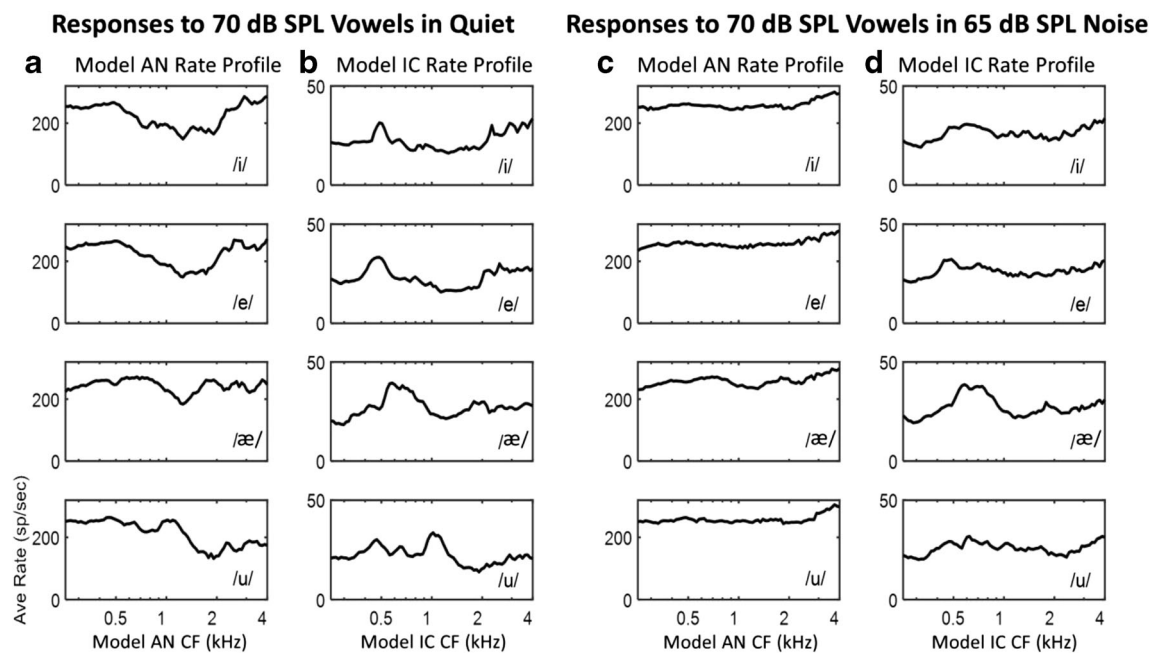 Responses to 70 dB SPL Vowels in Quiet
Responses to 70 dB SPL Vowels in 65 dB SPL Noise
a Model AN Rate Profile
b Model IC Rate Profile
c Model AN Rate Profile
d Model IC Rate Profile
200
0
/i/
50
0
/i/
200
0
/i/
50
0
/i/
200
0
/e/
50
0
/e/
200
0
/e/
50
0
/e/
200
0
/æ/
50
0
/æ/
200
0
/æ/
50
0
/æ/
Ave Rate (sp/sec)
200
0
/u/
50
0
/u/
200
0
/u/
50
0
/u/
0.5 1 2 4
0.5 1 2 4
0.5 1 2 4
0.5 1 2 4
Model AN CF (kHz)
Model IC CF (kHz)
Model AN CF (kHz)
Model IC CF (kHz)